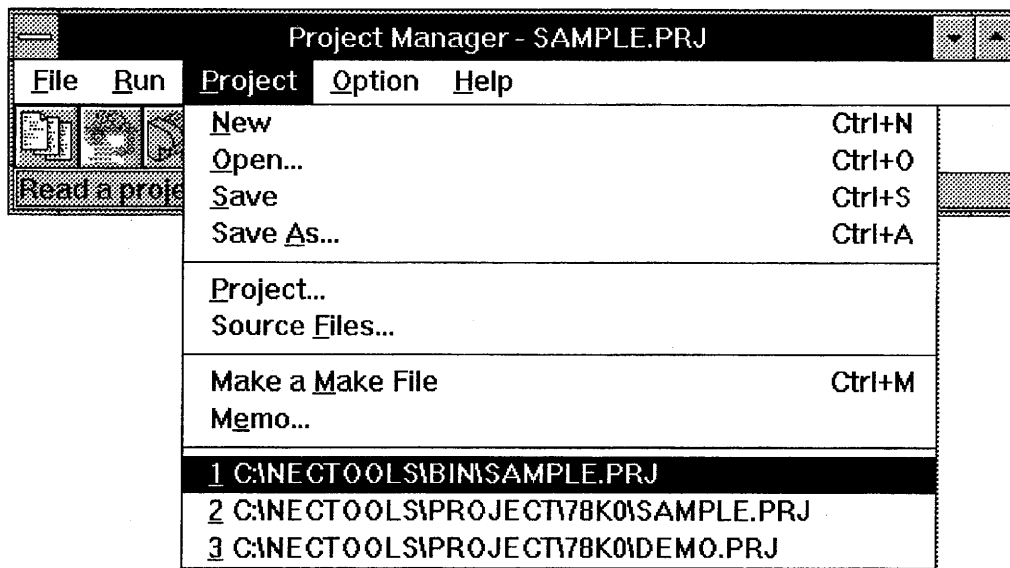 Project Manager - SAMPLE.PRJ
File Run Project Option Help
New Ctrl+N
Open... Ctrl+O
Read a proje
Save Ctrl+S
Save As... Ctrl+A
Project...
Source Files...
Make a Make File Ctrl+M
Memo...
1 C:\NECTOOLS\BIN\SAMPLE.PRJ
2 C:\NECTOOLS\PROJECT\78K0\SAMPLE.PRJ
3 C:\NECTOOLS\PROJECT\78K0\DEMO.PRJ